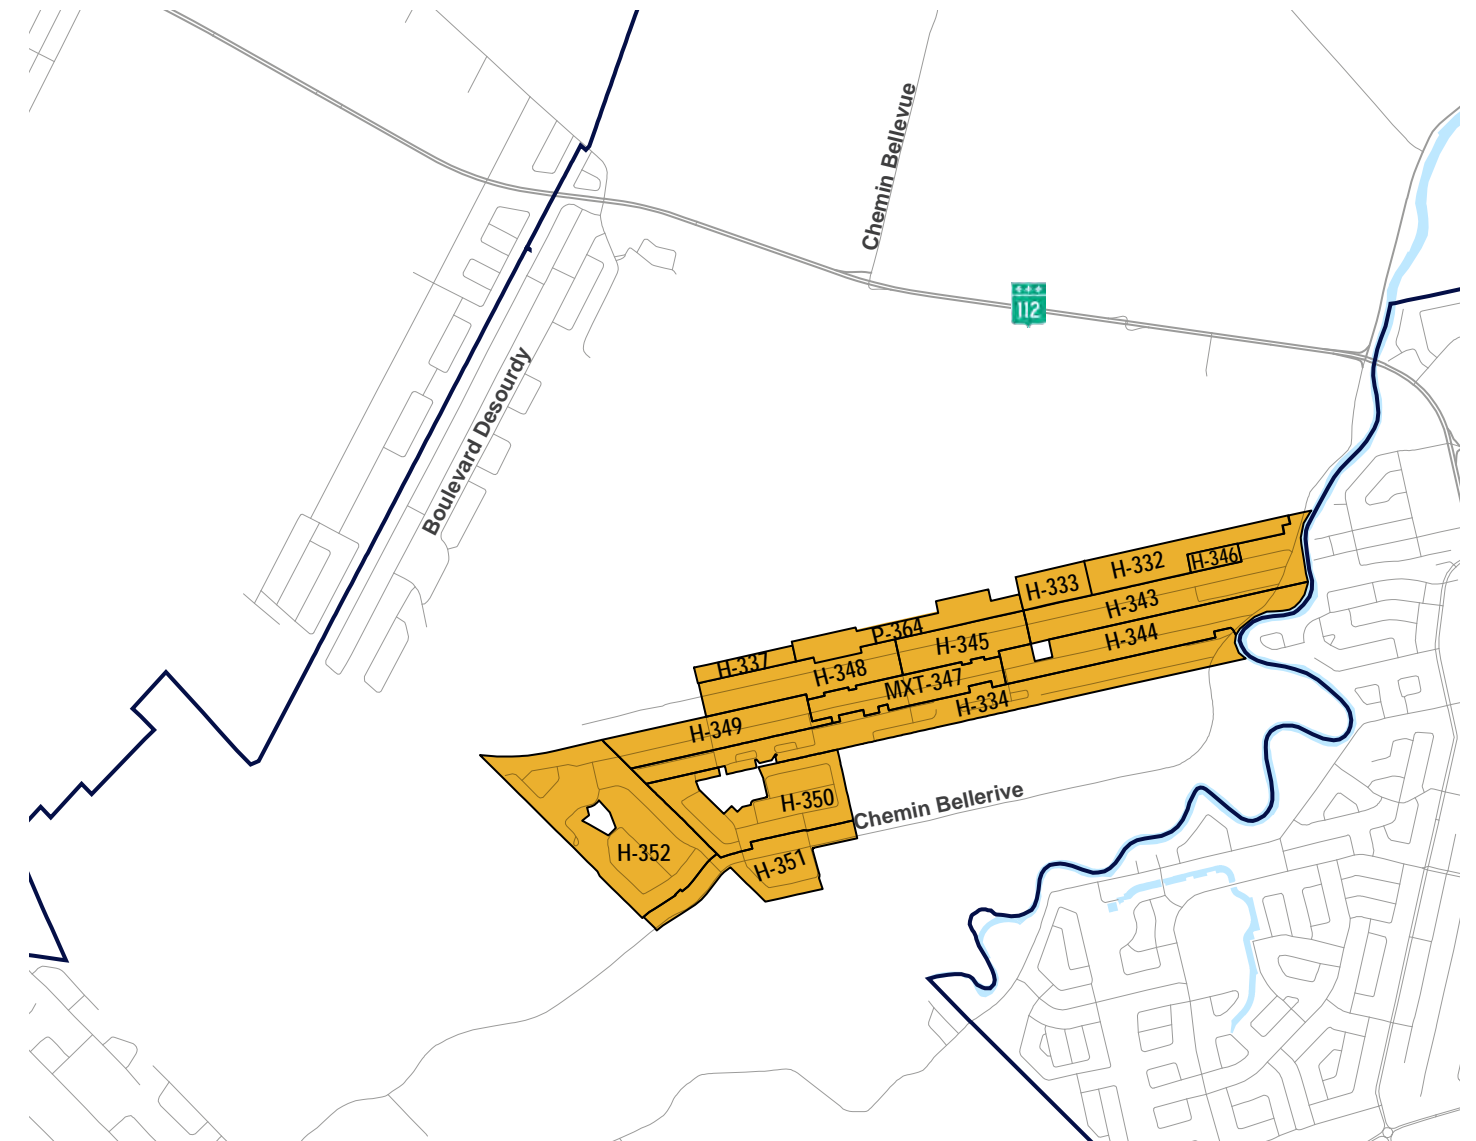 Chemin Bellevue
112
Boulevard Desourdy
H-346
H-332
H-333
H-343
P-364
H-344
H-345
H-337
H-348
MXT-347
H-334
H-349
H-350
Chemin Bellerive
H-352
H-351